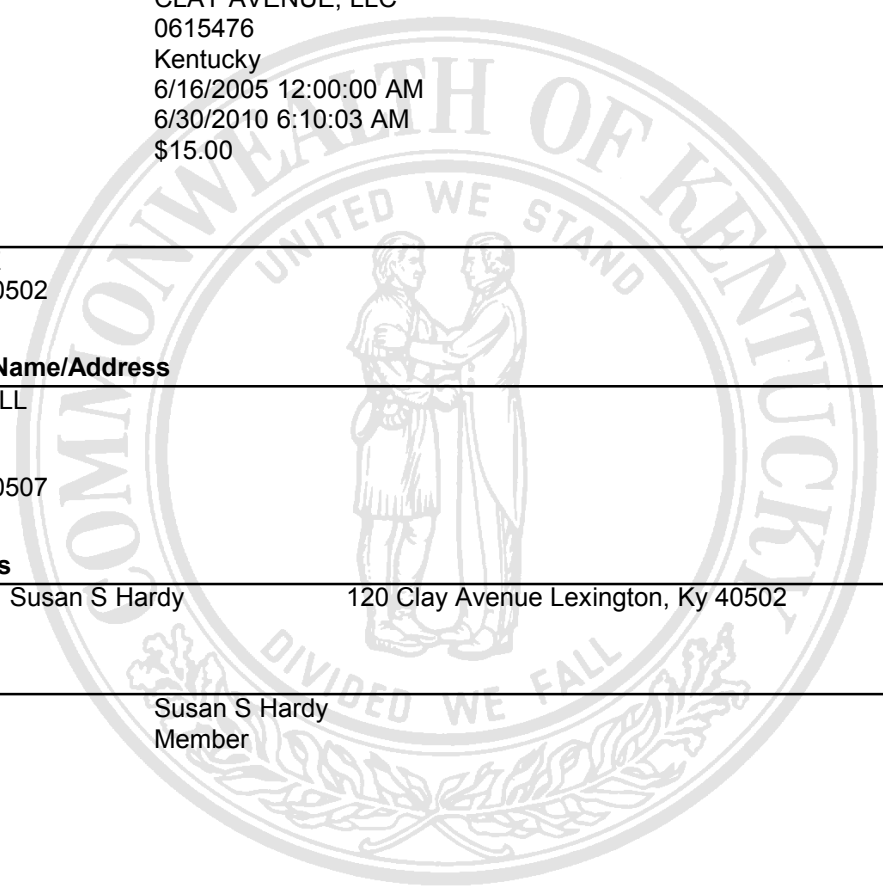 CLAY AVENUE, LLC
0615476
Kentucky
6/16/2005 12:00:00 AM
6/30/2010 6:10:03 AM
$15.00
0502
Name/Address
LL
0507
s
Susan S Hardy 120 Clay Avenue Lexington, Ky 40502
Susan S Hardy
Member
COMMONWEALTH OF KENTUCKY
UNITED WE STAND
DIVIDED WE FALL